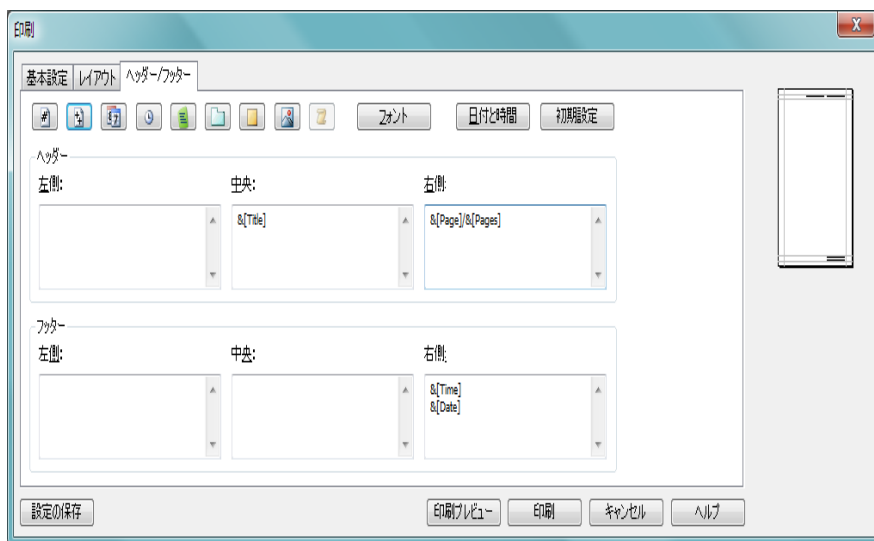 印刷
X
基本設定 レイアウト ヘッダー/フッター
フォント 日付と時間 初期設定
ヘッダー
左側: 中央: 右側:
&[Title] &[Page]/&[Pages]
フッター
左側: 中央: 右側:
&[Time]
&[Date]
設定の保存 印刷プレビュー 印刷 キャンセル ヘルプ